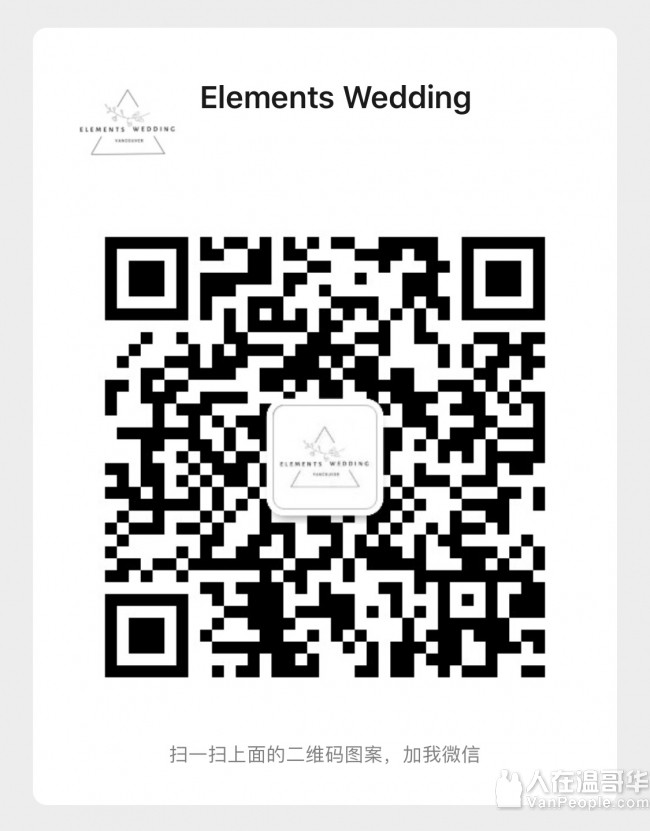 ELEMENTS WEDDING
VANCOUVER
Elements Wedding
ELEMENTS WEDDING
VANCOUVER
扫一扫上面的二维码图案，加我微信
人在温哥华
VanPeople.com